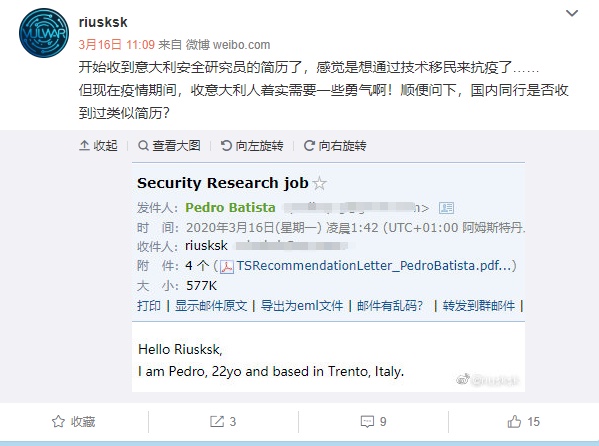 riusksk
3月16日 11:09 来自 微博 weibo.com
开始收到意大利安全研究员的简历了，感觉是想通过技术移民来抗疫了……
但现在疫情期间，收意大利人着实需要一些勇气啊！顺便问下，国内同行是否收
到过类似简历？
收起 | 查看大图 向左旋转 向右旋转
Security Research job
发件人： Pedro Batista
时 间： 2020年3月16日(星期一) 凌晨1:42 (UTC+01:00 阿姆斯特丹.
收件人： riusksk
附 件： 4 个 ( TSRecommendationLetter_PedroBatista.pdf...)
大 小： 577K
打印 | 显示邮件原文 | 导出为eml文件 | 邮件有乱码？ | 转发到群邮件 |
Hello Riusksk,
I am Pedro, 22yo and based in Trento, Italy.
@riusksk
收藏 3 9 15